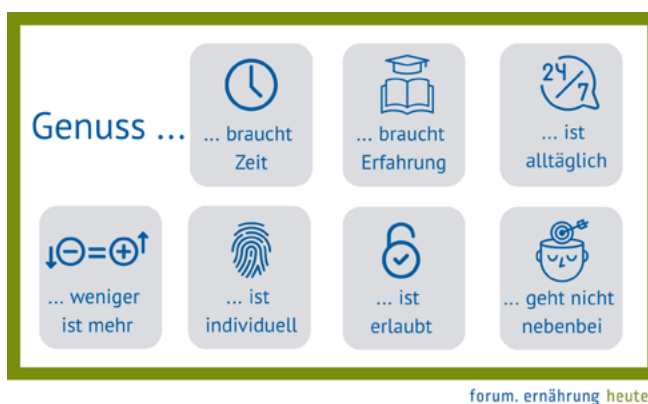 Genuss ...
... braucht
Zeit
... braucht
Erfahrung
24/7
... ist
alltäglich
... weniger
ist mehr
... ist
individuell
... ist
erlaubt
... geht nicht
nebenbei
forum. ernährung heute